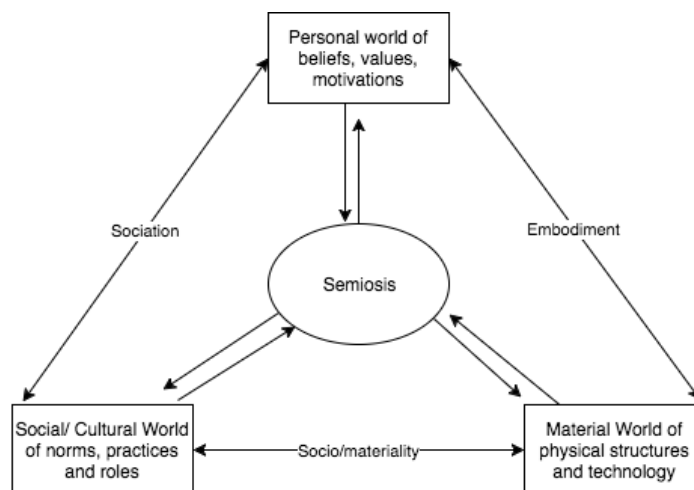 Personal world of
beliefs, values,
motivations
Sociation
Embodiment
Semiosis
Social/ Cultural World
of norms, practices
and roles
Socio/materiality
Material World of
physical structures
and technology